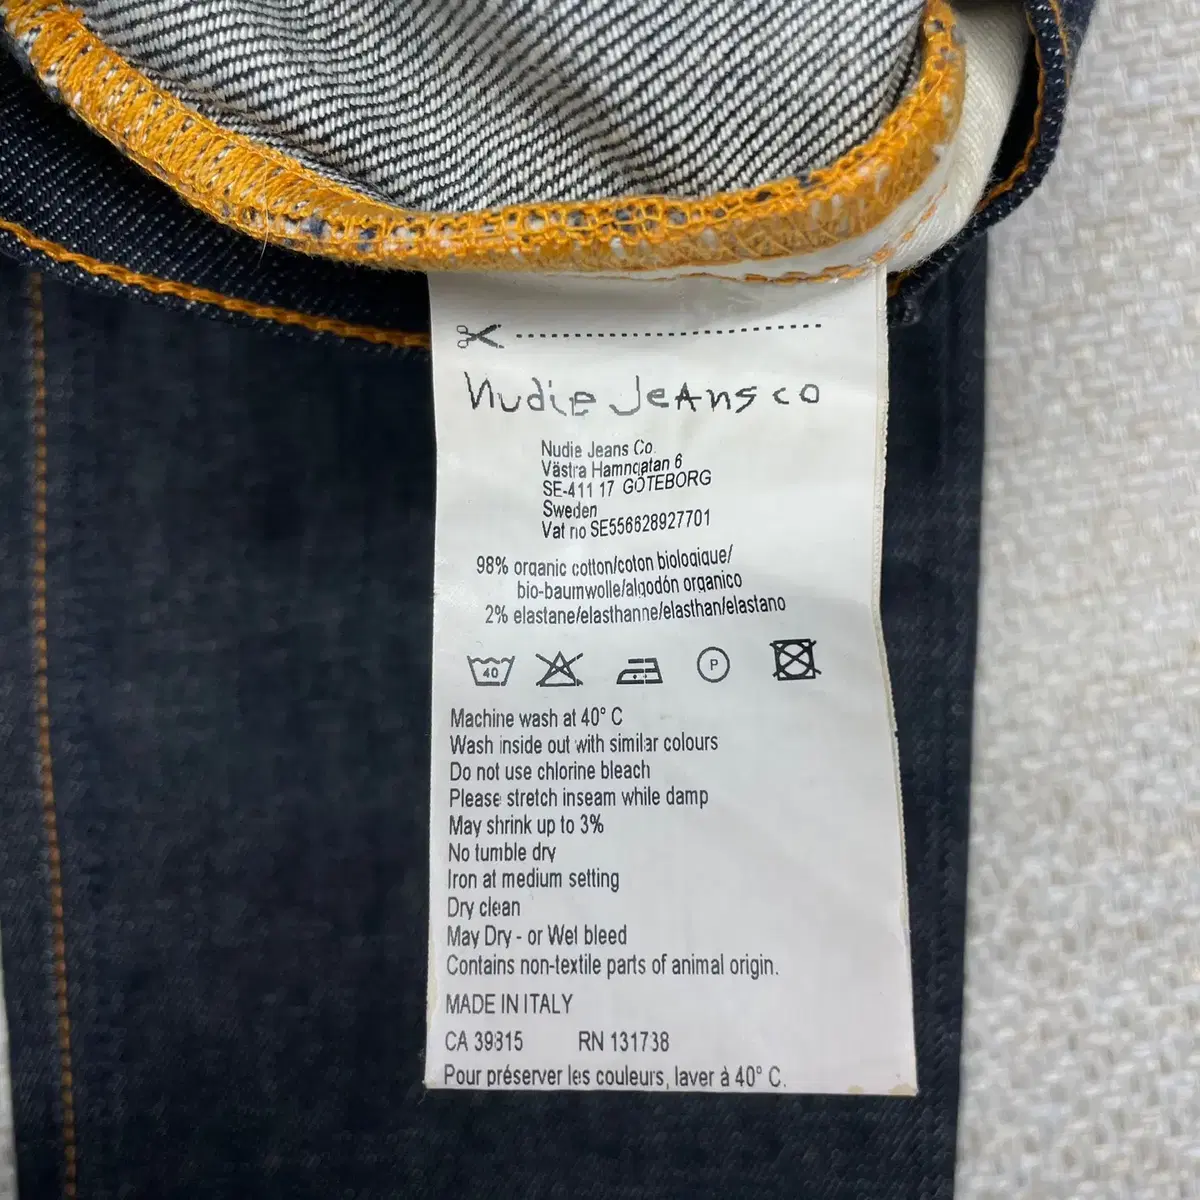 Nudie Jeans co
Nudie Jeans Co.
Västra Hamngatan 6
SE-411 17 GÖTEBORG
Sweden
Vat no SE556628927701
98% organic cotton/coton biologique/
bio-baumwolle/algodón organico
2% elastane/elasthanne/elasthan/elastano
40 P
Machine wash at 40° C
Wash inside out with similar colours
Do not use chlorine bleach
Please stretch inseam while damp
May shrink up to 3%
No tumble dry
Iron at medium setting
Dry clean
May Dry - or Wet bleed
Contains non-textile parts of animal origin.
MADE IN ITALY
CA 39815 RN 131738
Pour préserver les couleurs, laver à 40° C.